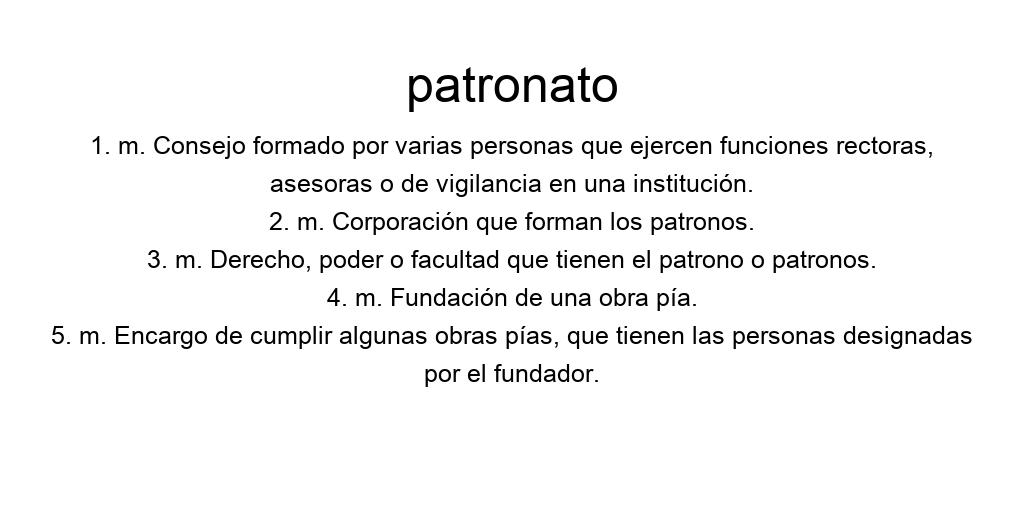 patronato
1. m. Consejo formado por varias personas que ejercen funciones rectoras,
asesoras o de vigilancia en una institución.
2. m. Corporación que forman los patronos.
3. m. Derecho, poder o facultad que tienen el patrono o patronos.
4. m. Fundación de una obra pía.
5. m. Encargo de cumplir algunas obras pías, que tienen las personas designadas
por el fundador.